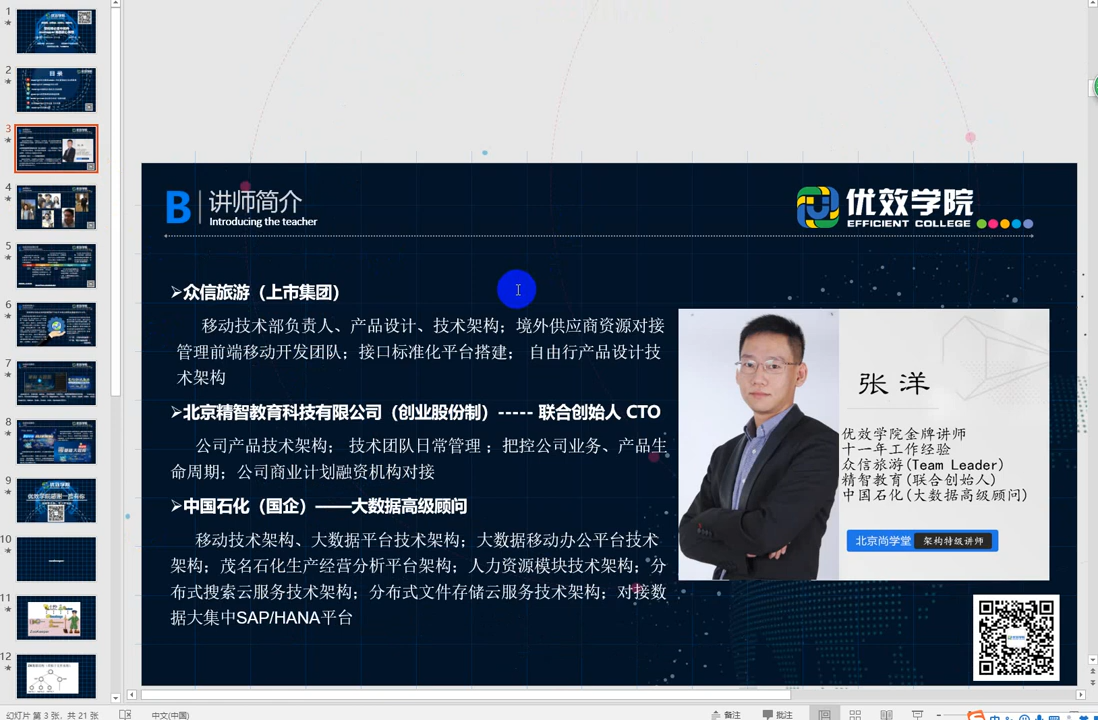 B
讲师简介
Introducing the teacher
优效学院
EFFICIENT COLLEGE
➢众信旅游（上市集团）
移动技术部负责人、产品设计、技术架构；境外供应商资源对接
管理前端移动开发团队；接口标准化平台搭建； 自由行产品设计技
术架构
➢北京精智教育科技有限公司（创业股份制）----- 联合创始人 CTO
公司产品技术架构； 技术团队日常管理 ；把控公司业务、产品生
命周期；公司商业计划融资机构对接
➢中国石化（国企）——大数据高级顾问
移动技术架构、大数据平台技术架构；大数据移动办公平台技术
架构；茂名石化生产经营分析平台架构；人力资源模块技术架构；分
布式搜索云服务技术架构；分布式文件存储云服务技术架构；对接数
据大集中SAP/HANA平台
张 洋
优效学院金牌讲师
十一年工作经验
众信旅游(Team Leader)
精智教育(联合创始人)
中国石化(大数据高级顾问)
北京尚学堂 架构特级讲师
1
2
目录
3
4
5
6
7
8
9
10
11
12
幻灯片 第 3 张，共 21 张
中文(中国)
备注
批注